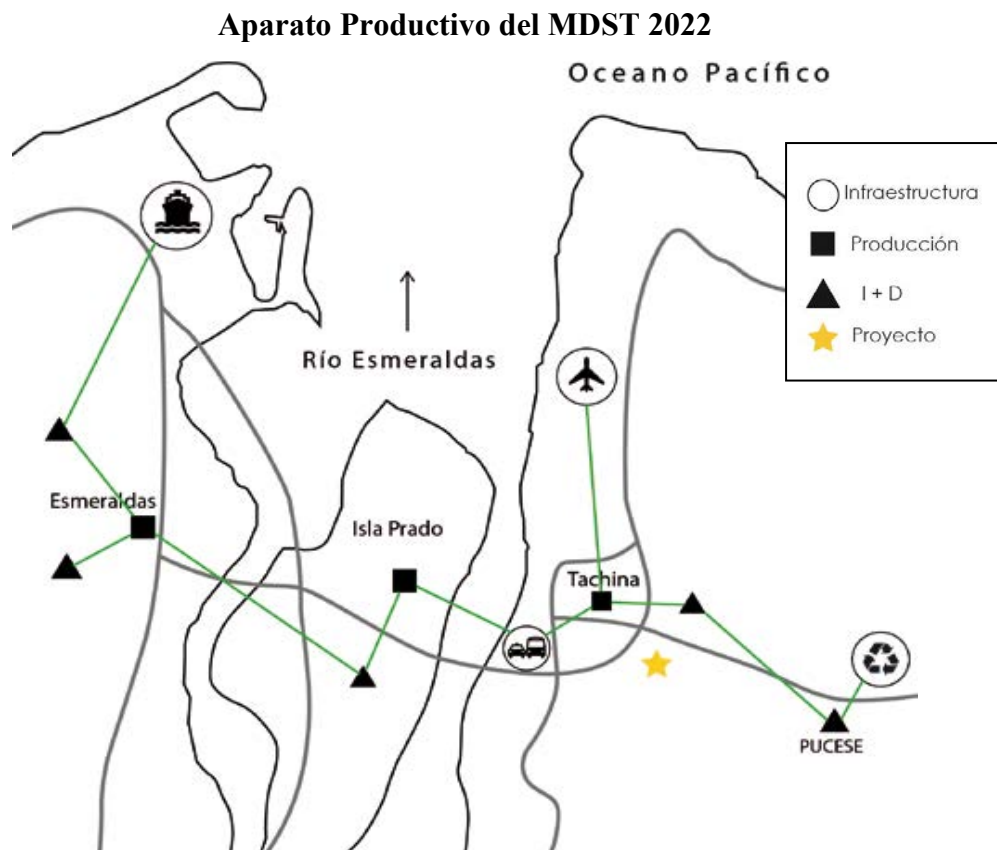 Aparato Productivo del MDST 2022
Oceano Pacífico
Infraestructura
Producción
I + D
Proyecto
Río Esmeraldas
Esmeraldas
Isla Prado
Tachina
PUCESE